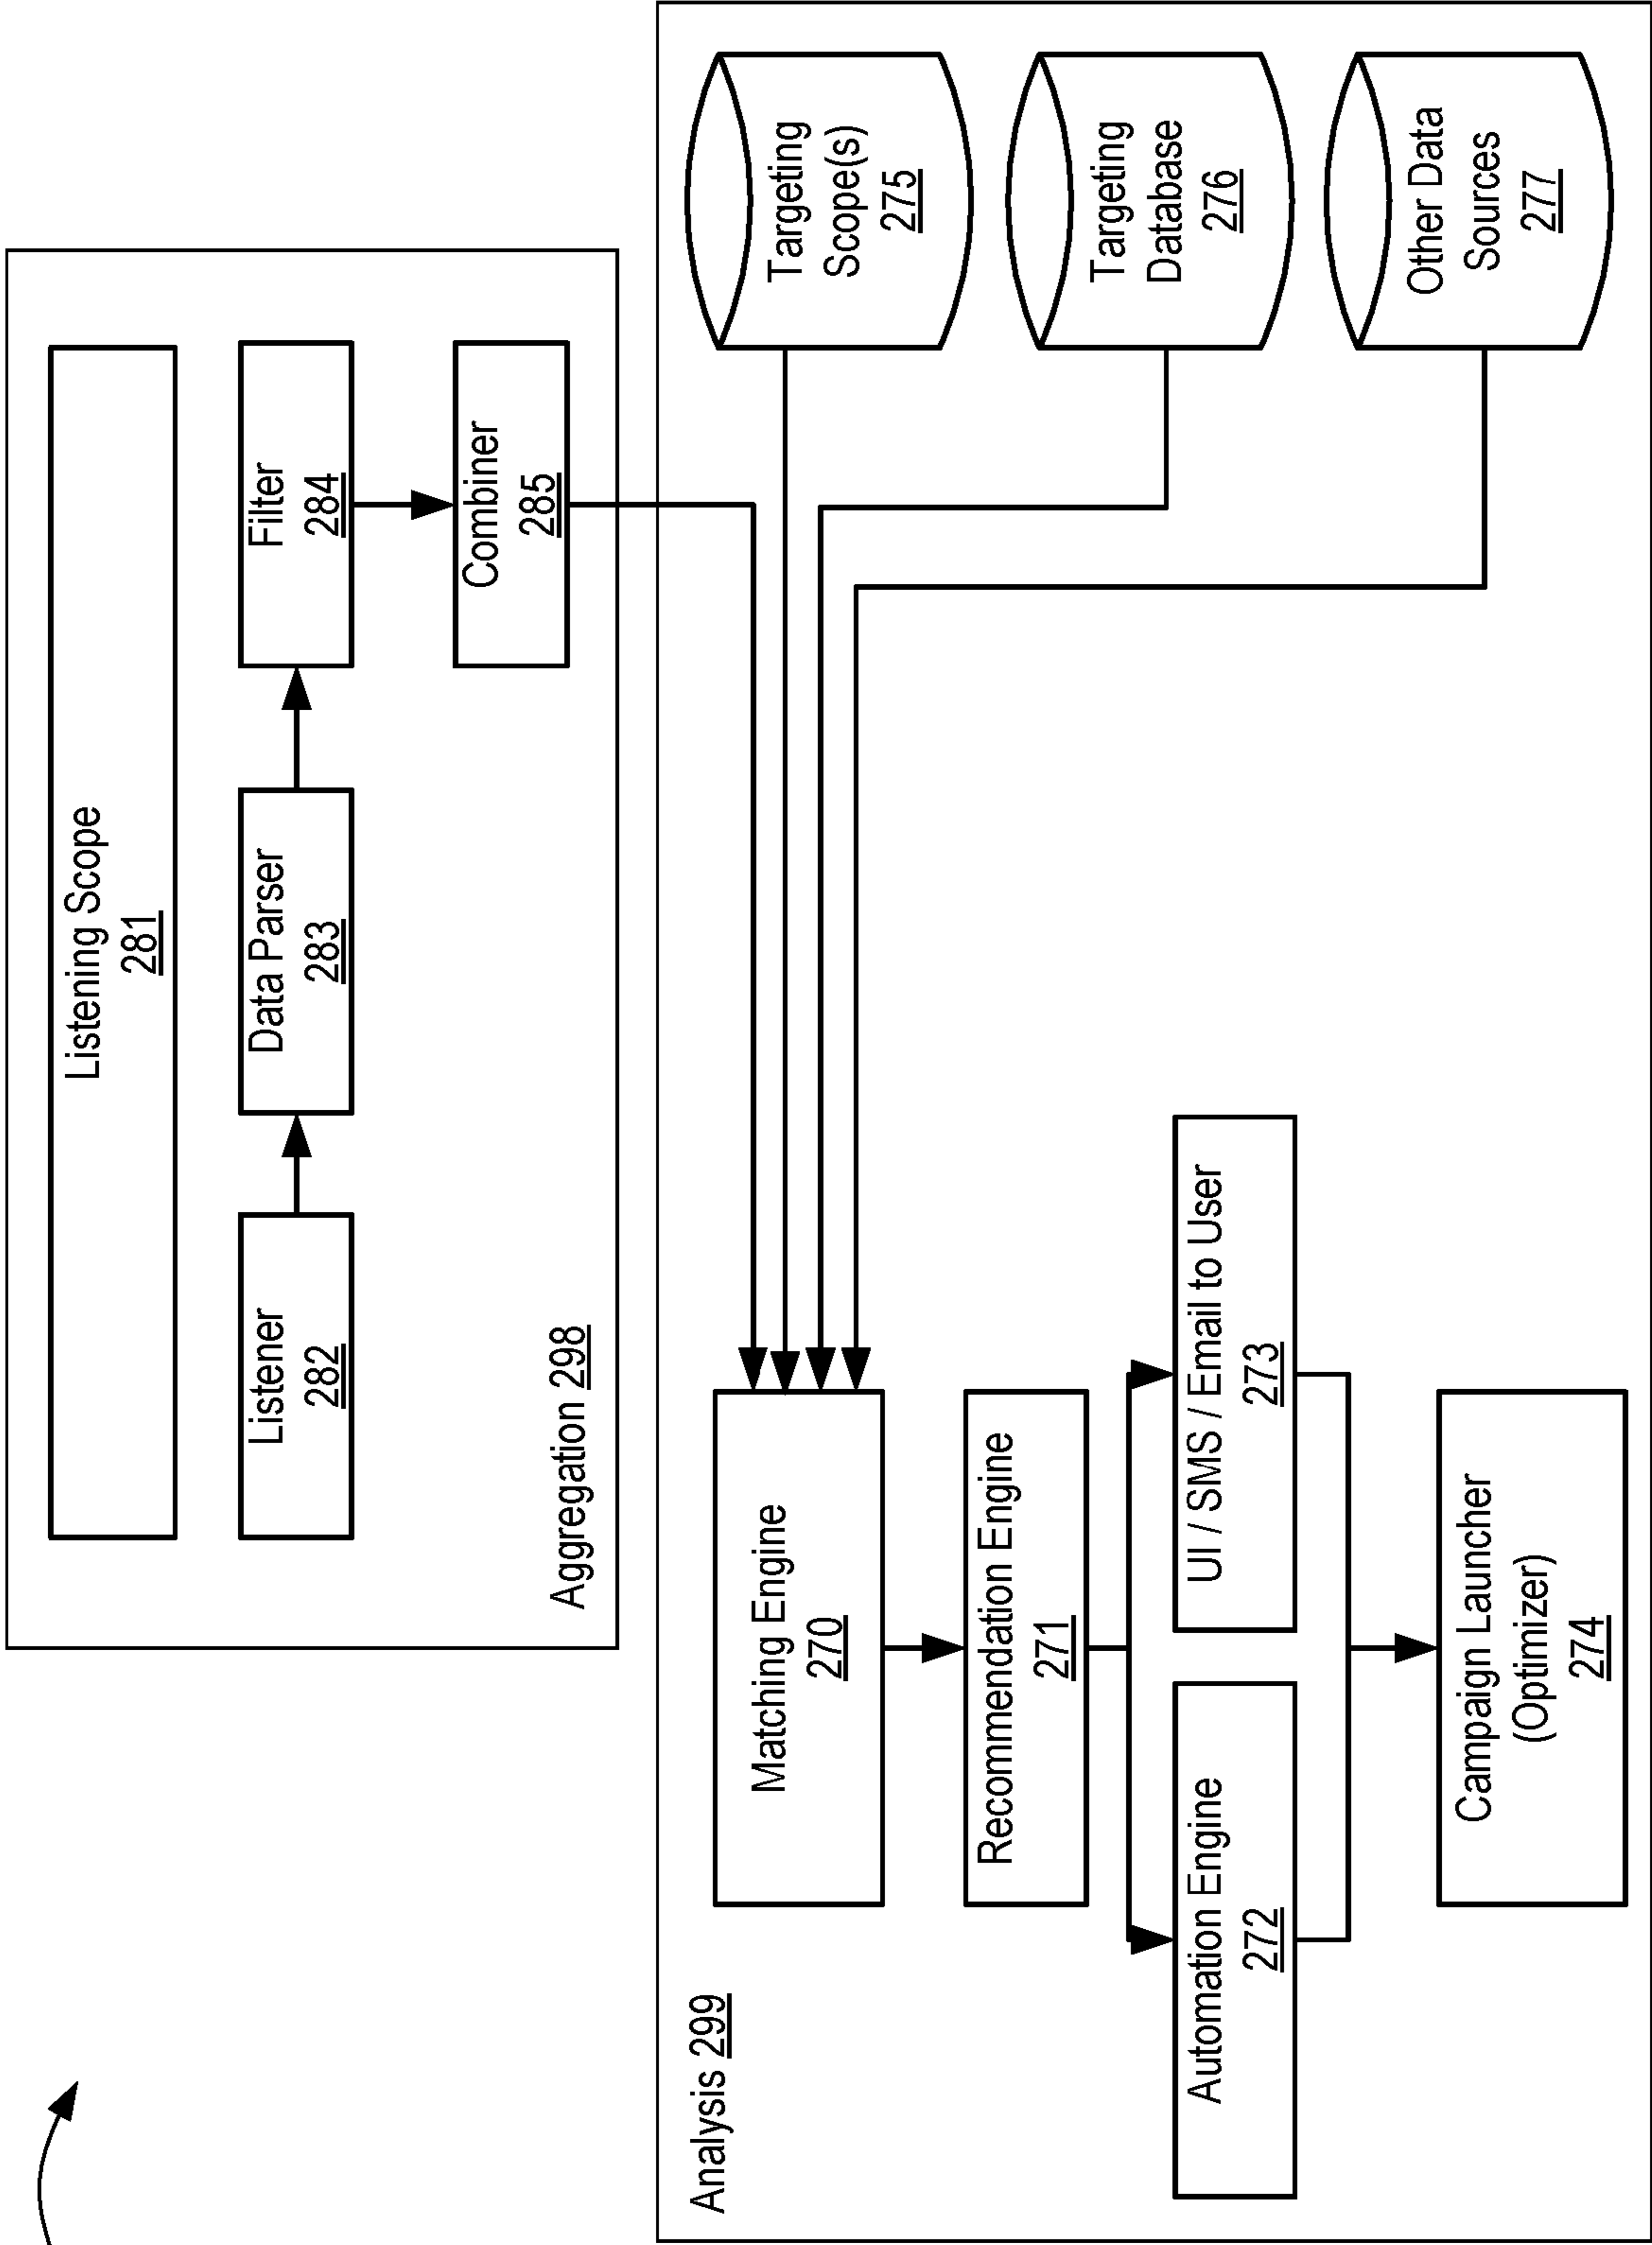 Listening Scope
281
Listener
282
Data Parser
283
Filter
284
Combiner
285
Aggregation 298
Analysis 299
Matching Engine
270
Targeting
Scope(s)
275
Recommendation Engine
271
Targeting
Database
276
Automation Engine
272
UI / SMS / Email to User
273
Other Data
Sources
277
Campaign Launcher
(Optimizer)
274